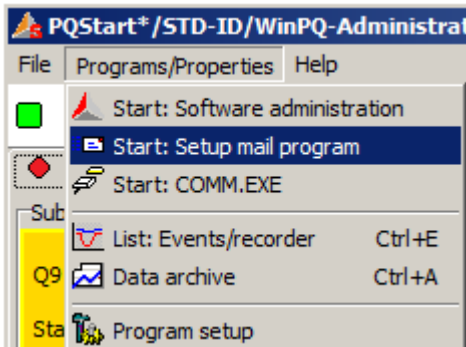 PQStart*/STD-ID/WinPQ-Administrat
File Programs/Properties Help
Start: Software administration
Start: Setup mail program
Start: COMM.EXE
Sub
List: Events/recorder Ctrl+E
Q9 Data archive Ctrl+A
Sta Program setup